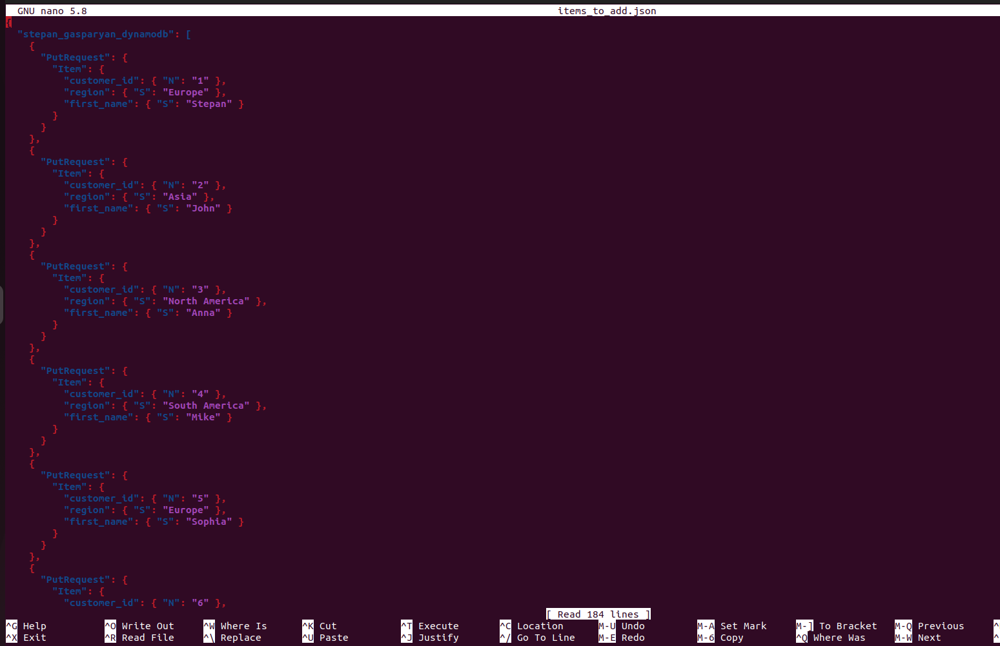 GNU nano 5.8 items_to_add.json
{
  "stepan_gasparyan_dynamodb": [
    {
      "PutRequest": {
        "Item": {
          "customer_id": { "N": "1" },
          "region": { "S": "Europe" },
          "first_name": { "S": "Stepan" }
        }
      }
    },
    {
      "PutRequest": {
        "Item": {
          "customer_id": { "N": "2" },
          "region": { "S": "Asia" },
          "first_name": { "S": "John" }
        }
      }
    },
    {
      "PutRequest": {
        "Item": {
          "customer_id": { "N": "3" },
          "region": { "S": "North America" },
          "first_name": { "S": "Anna" }
        }
      }
    },
    {
      "PutRequest": {
        "Item": {
          "customer_id": { "N": "4" },
          "region": { "S": "South America" },
          "first_name": { "S": "Mike" }
        }
      }
    },
    {
      "PutRequest": {
        "Item": {
          "customer_id": { "N": "5" },
          "region": { "S": "Europe" },
          "first_name": { "S": "Sophia" }
        }
      }
    },
    {
      "PutRequest": {
        "Item": {
          "customer_id": { "N": "6" },
[ Read 184 lines ]
^G Help ^O Write Out ^W Where Is ^K Cut ^T Execute ^C Location M-U Undo M-A Set Mark M-] To Bracket M-Q Previous
^X Exit ^R Read File ^\ Replace ^U Paste ^J Justify ^/ Go To Line M-E Redo M-6 Copy ^Q Where Was M-W Next